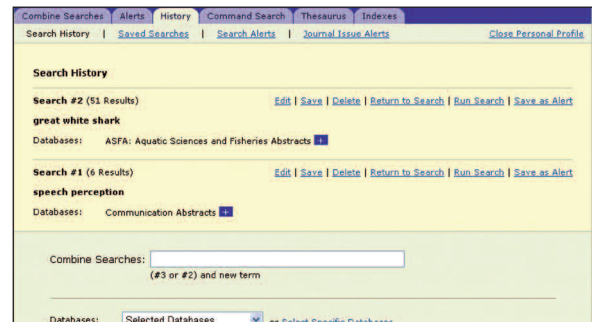 Combine Searches Alerts History Command Search Thesaurus Indexes
Search History | Saved Searches | Search Alerts | Journal Issue Alerts Close Personal Profile
Search History
Search #2 (51 Results) Edit | Save | Delete | Return to Search | Run Search | Save as Alert
great white shark
Databases: ASFA: Aquatic Sciences and Fisheries Abstracts +
Search #1 (6 Results) Edit | Save | Delete | Return to Search | Run Search | Save as Alert
speech perception
Databases: Communication Abstracts +
Combine Searches:
(#3 or #2) and new term
Databases: Selected Databases or Select Specific Databases